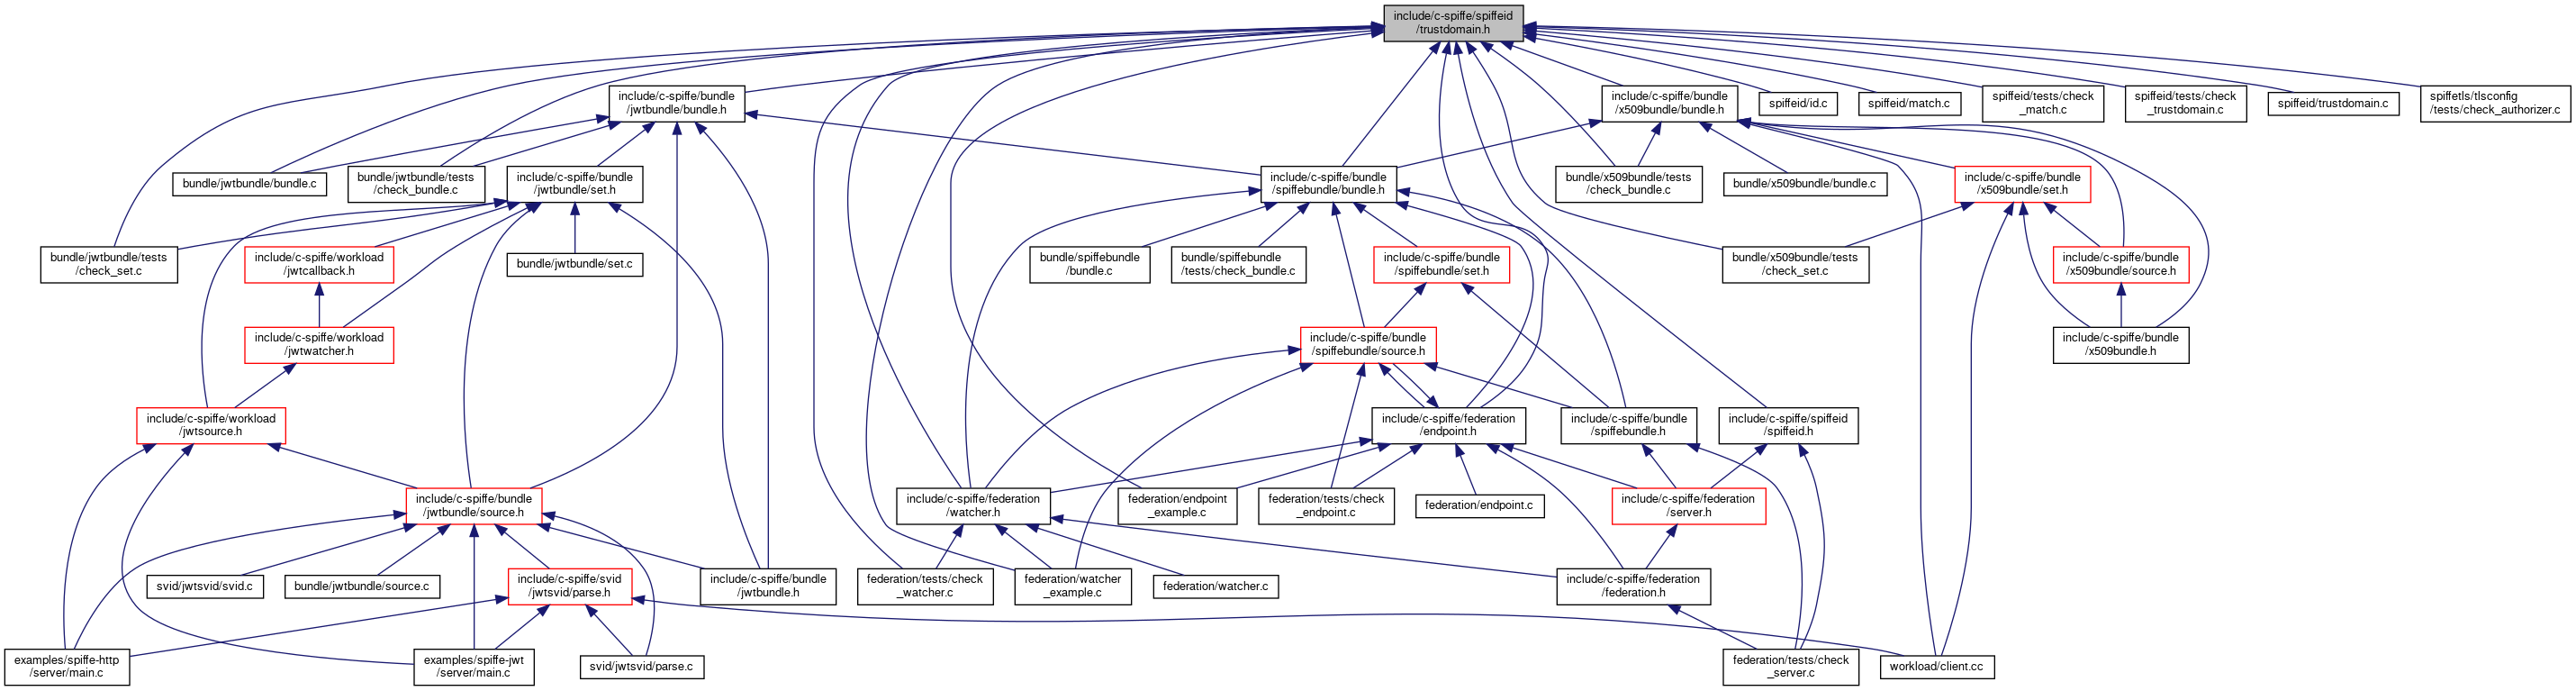 include/c-spiffe/spiffeid
/trustdomain.h
include/c-spiffe/bundle
/jwtbundle/bundle.h
include/c-spiffe/bundle
/x509bundle/bundle.h
spiffeid/id.c
spiffeid/match.c
spiffeid/tests/check
_match.c
spiffeid/tests/check
_trustdomain.c
spiffeid/trustdomain.c
spiffetls/tlsconfig
/tests/check_authorizer.c
bundle/jwtbundle/bundle.c
bundle/jwtbundle/tests
/check_bundle.c
include/c-spiffe/bundle
/jwtbundle/set.h
include/c-spiffe/bundle
/spiffebundle/bundle.h
bundle/x509bundle/tests
/check_bundle.c
bundle/x509bundle/bundle.c
include/c-spiffe/bundle
/x509bundle/set.h
bundle/jwtbundle/tests
/check_set.c
include/c-spiffe/workload
/jwtcallback.h
bundle/jwtbundle/set.c
bundle/spiffebundle
/bundle.c
bundle/spiffebundle
/tests/check_bundle.c
include/c-spiffe/bundle
/spiffebundle/set.h
bundle/x509bundle/tests
/check_set.c
include/c-spiffe/bundle
/x509bundle/source.h
include/c-spiffe/workload
/jwtwatcher.h
include/c-spiffe/bundle
/spiffebundle/source.h
include/c-spiffe/bundle
/x509bundle.h
include/c-spiffe/workload
/jwtsource.h
include/c-spiffe/federation
/endpoint.h
include/c-spiffe/bundle
/spiffebundle.h
include/c-spiffe/spiffeid
/spiffeid.h
include/c-spiffe/bundle
/jwtbundle/source.h
include/c-spiffe/federation
/watcher.h
federation/endpoint
_example.c
federation/tests/check
_endpoint.c
federation/endpoint.c
include/c-spiffe/federation
/server.h
svid/jwtsvid/svid.c
bundle/jwtbundle/source.c
include/c-spiffe/svid
/jwtsvid/parse.h
include/c-spiffe/bundle
/jwtbundle.h
federation/tests/check
_watcher.c
federation/watcher
_example.c
federation/watcher.c
include/c-spiffe/federation
/federation.h
examples/spiffe-http
/server/main.c
examples/spiffe-jwt
/server/main.c
svid/jwtsvid/parse.c
federation/tests/check
_server.c
workload/client.cc